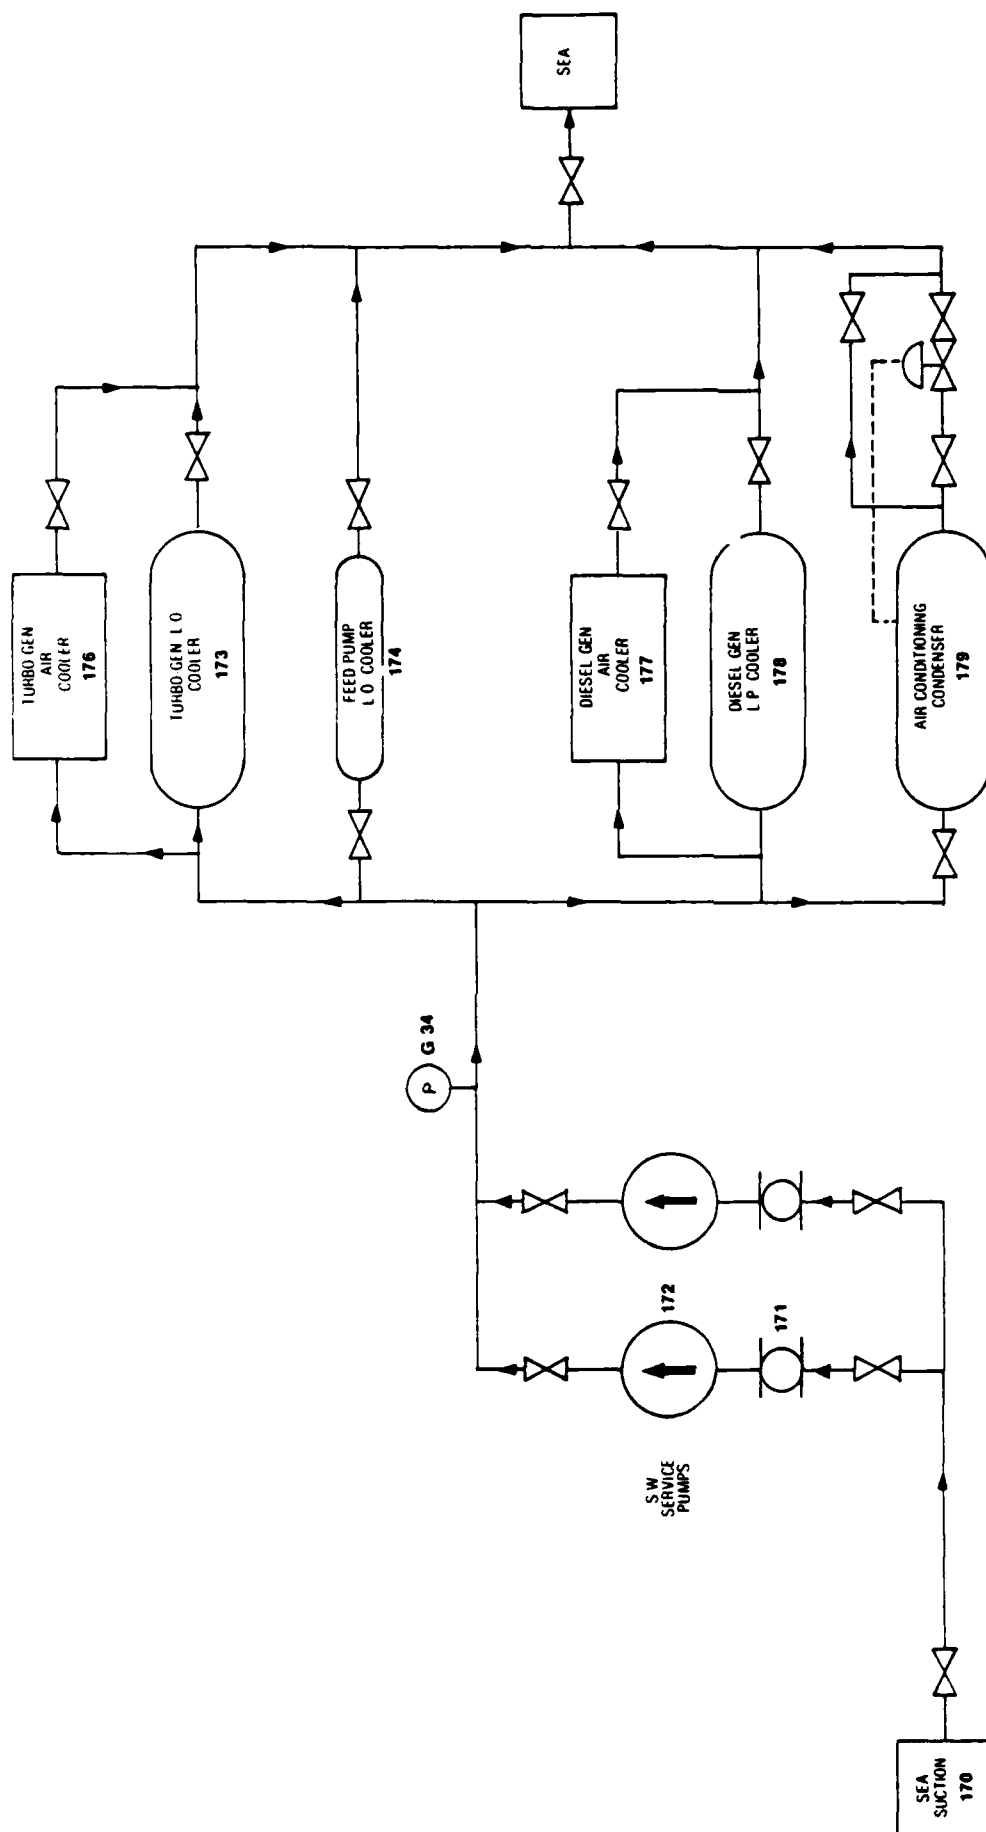 SEA
TURBO GEN
AIR
COOLER
176
TURBO GEN L O
COOLER
173
FEED PUMP
L O COOLER
174
DIESEL GEN
AIR
COOLER
177
DIESEL GEN
L P COOLER
178
AIR CONDITIONING
CONDENSER
179
P
G 34
172
171
S W
SERVICE
PUMPS
SEA
SUCTION
170